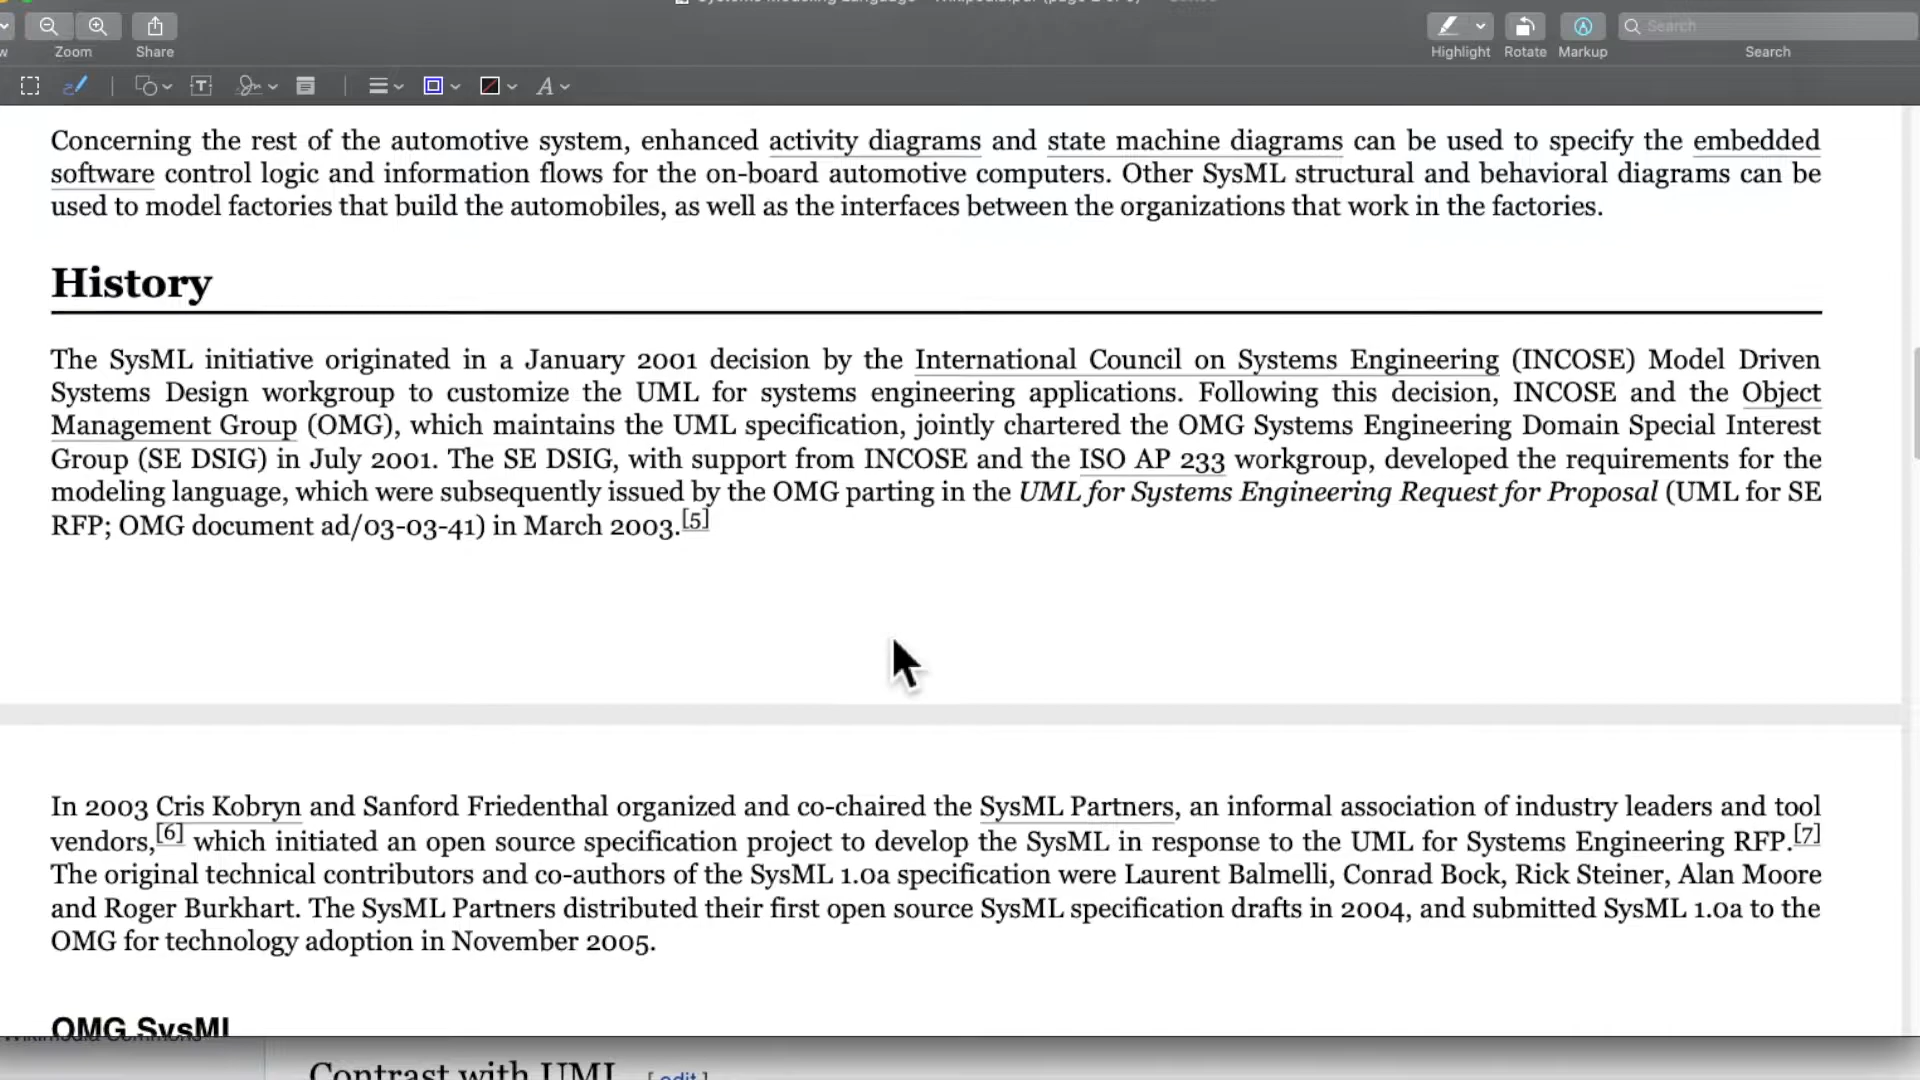 Zoom
Share
Highlight
Rotate
Markup
Search
Search
Concerning the rest of the automotive system, enhanced activity diagrams and state machine diagrams can be used to specify the embedded
software control logic and information flows for the on-board automotive computers. Other SysML structural and behavioral diagrams can be
used to model factories that build the automobiles, as well as the interfaces between the organizations that work in the factories.
History
The SysML initiative originated in a January 2001 decision by the International Council on Systems Engineering (INCOSE) Model Driven
Systems Design workgroup to customize the UML for systems engineering applications. Following this decision, INCOSE and the Object
Management Group (OMG), which maintains the UML specification, jointly chartered the OMG Systems Engineering Domain Special Interest
Group (SE DSIG) in July 2001. The SE DSIG, with support from INCOSE and the ISO AP 233 workgroup, developed the requirements for the
modeling language, which were subsequently issued by the OMG parting in the UML for Systems Engineering Request for Proposal (UML for SE
RFP; OMG document ad/03-03-41) in March 2003.[5]
In 2003 Cris Kobryn and Sanford Friedenthal organized and co-chaired the SysML Partners, an informal association of industry leaders and tool
vendors,[6] which initiated an open source specification project to develop the SysML in response to the UML for Systems Engineering RFP.[7]
The original technical contributors and co-authors of the SysML 1.0a specification were Laurent Balmelli, Conrad Bock, Rick Steiner, Alan Moore
and Roger Burkhart. The SysML Partners distributed their first open source SysML specification drafts in 2004, and submitted SysML 1.0a to the
OMG for technology adoption in November 2005.
OMG SysML
Wikimedia Commons
Contrast with UML [ edit ]